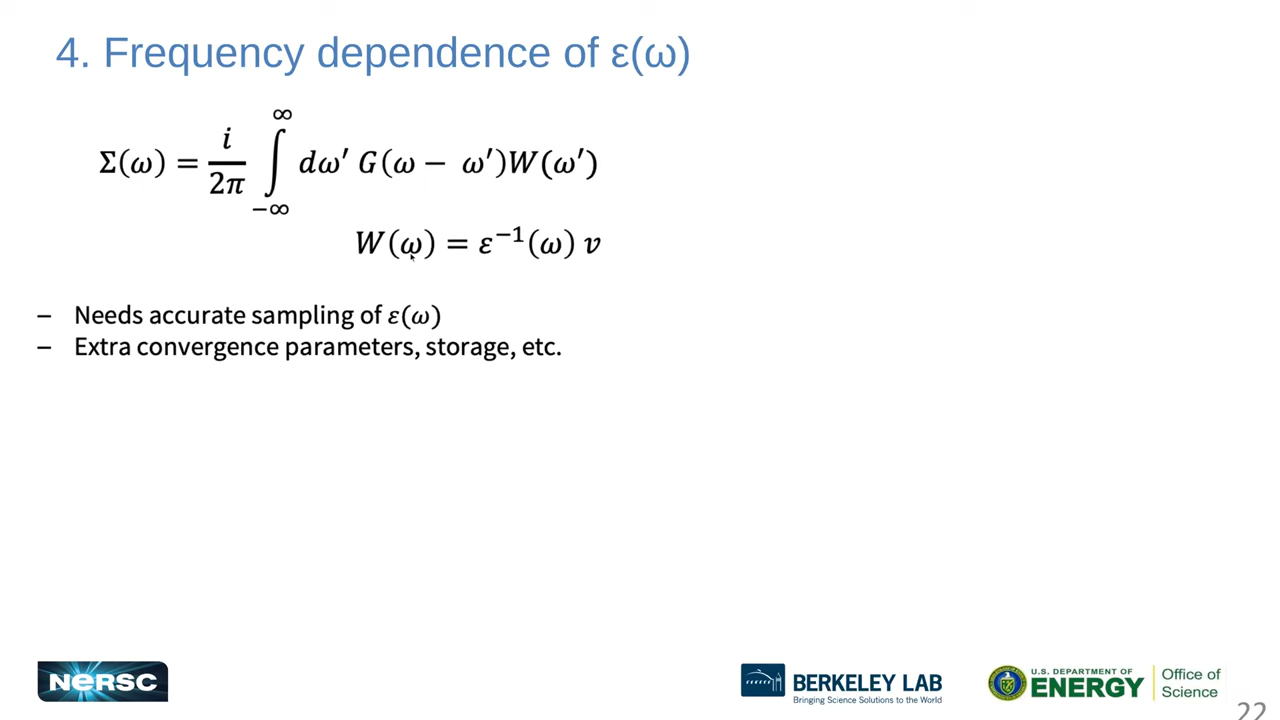 4. Frequency dependence of ε(ω)
Σ(ω) = i/2π ∫_{−∞}^{∞} dω′ G(ω − ω′)W(ω′)
W(ω) = ε⁻¹(ω) v
– Needs accurate sampling of ε(ω)
– Extra convergence parameters, storage, etc.
NERSC
BERKELEY LAB
Bringing Science Solutions to the World
U.S. DEPARTMENT OF
ENERGY
Office of
Science
22